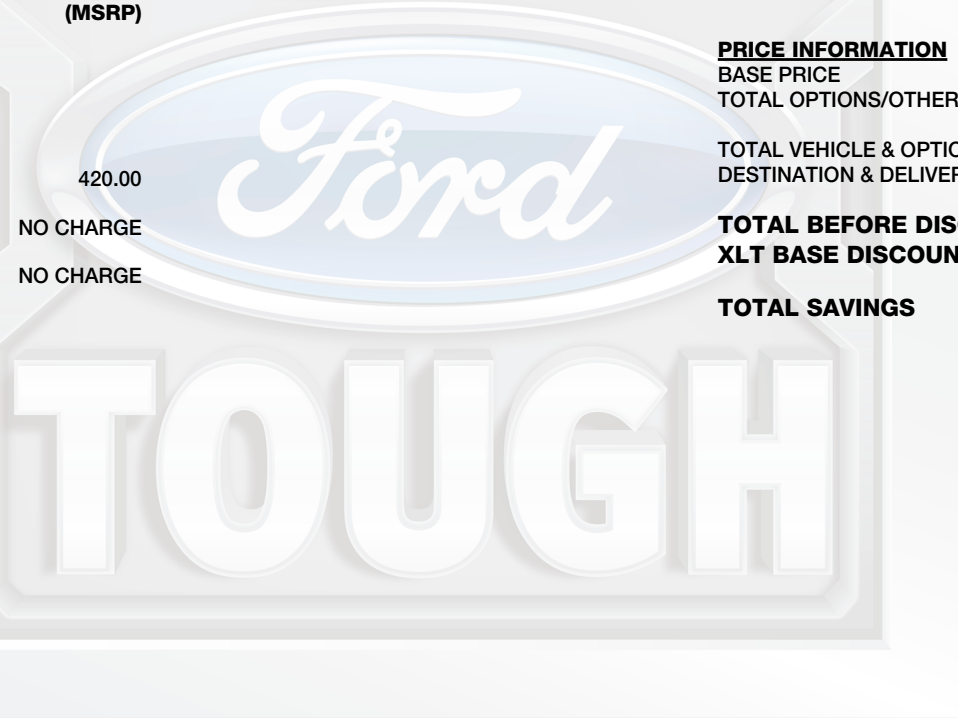 (MSRP)
420.00
NO CHARGE
NO CHARGE
Ford
TOUGH
PRICE INFORMATION
BASE PRICE
TOTAL OPTIONS/OTHER
TOTAL VEHICLE & OPTIO
DESTINATION & DELIVER
TOTAL BEFORE DISC
XLT BASE DISCOUN
TOTAL SAVINGS